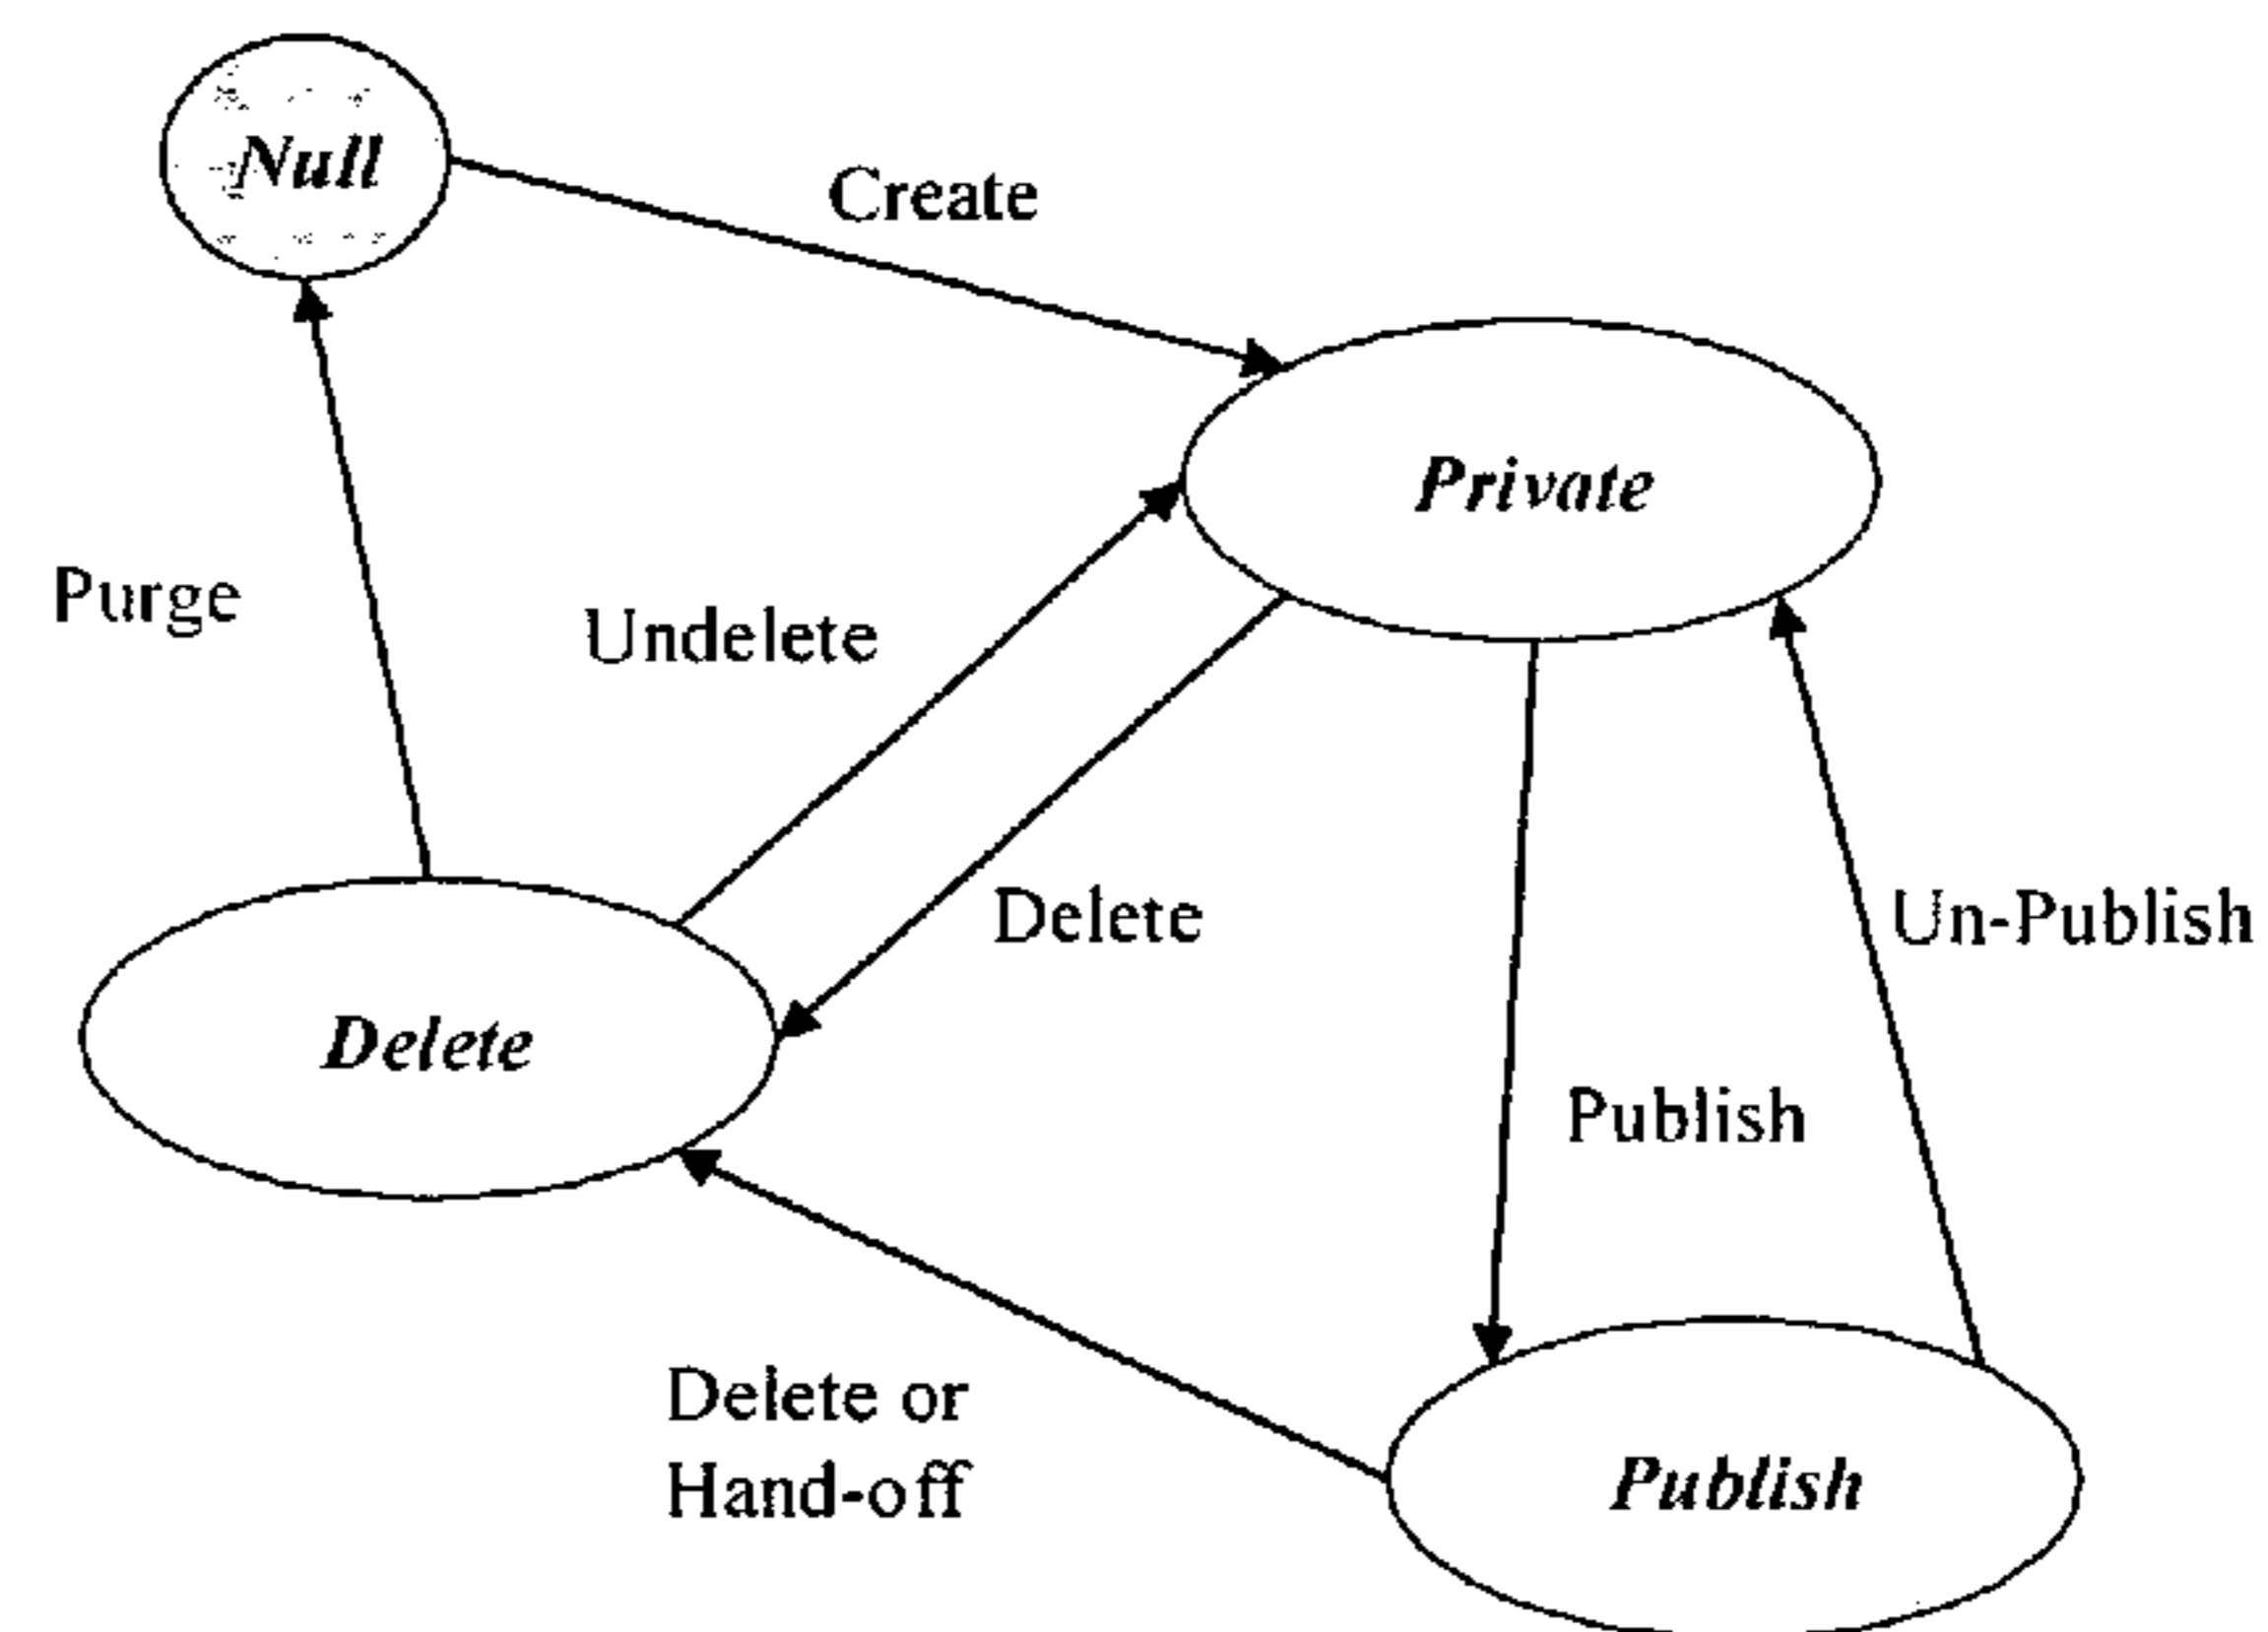 Null
Create
Private
Purge
Undelete
Delete
Un-Publish
Delete
Publish
Delete or
Hand-off
Publish